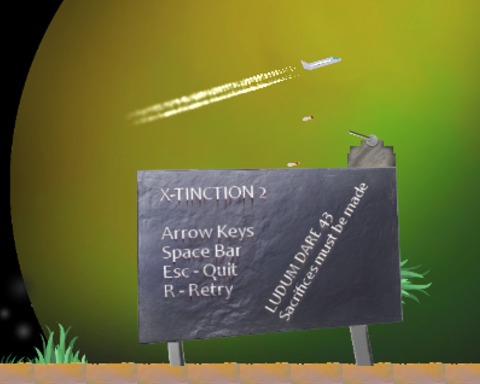 X-TINCTION 2
Arrow Keys
Space Bar
Esc - Quit
R - Retry
LUDUM DARE 43
Sacrifices must be made